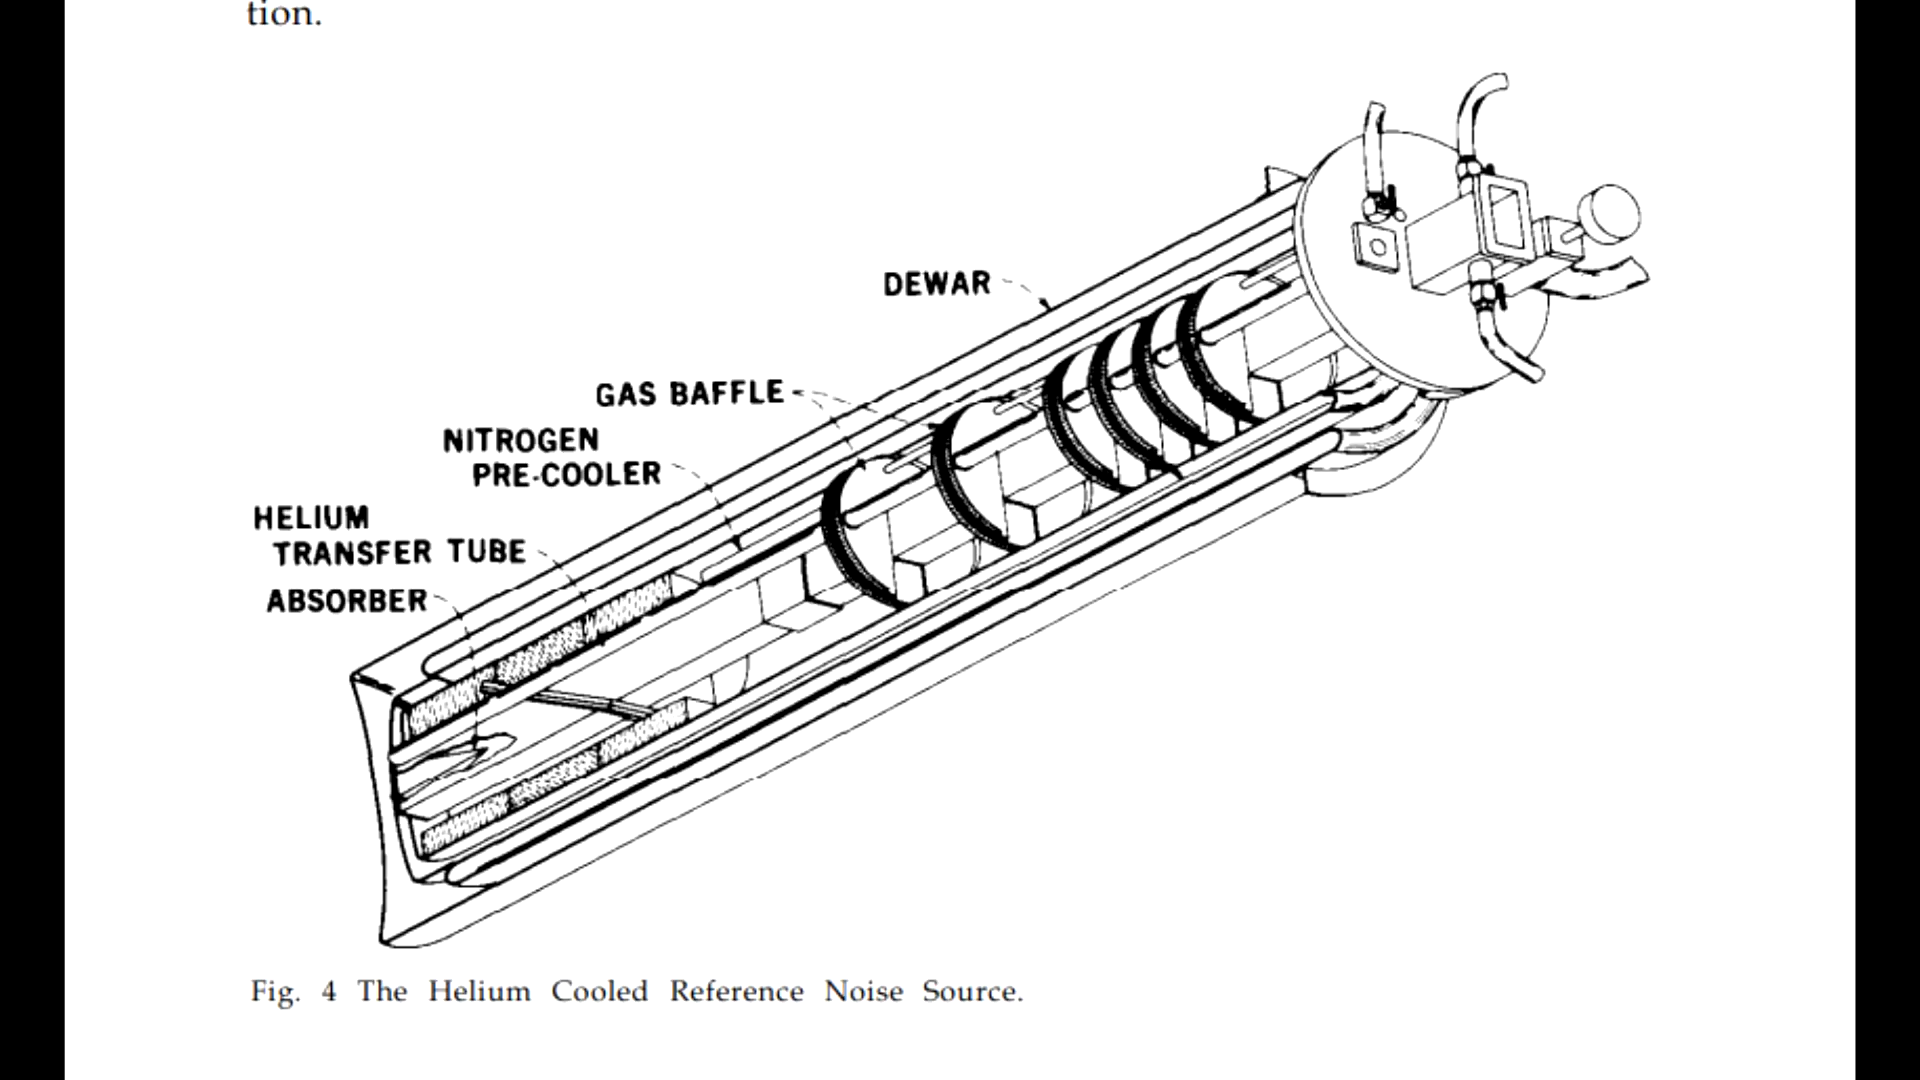 tion.
DEWAR
GAS BAFFLE
NITROGEN
PRE-COOLER
HELIUM
TRANSFER TUBE
ABSORBER
Fig. 4 The Helium Cooled Reference Noise Source.